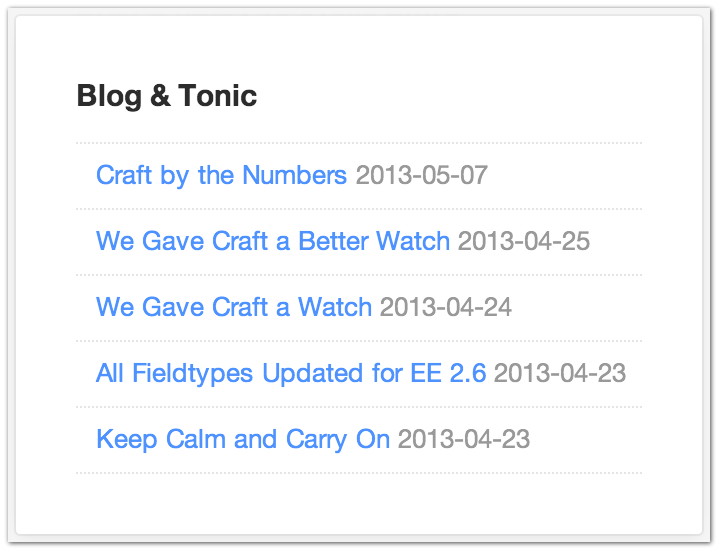 Blog & Tonic
Craft by the Numbers 2013-05-07
We Gave Craft a Better Watch 2013-04-25
We Gave Craft a Watch 2013-04-24
All Fieldtypes Updated for EE 2.6 2013-04-23
Keep Calm and Carry On 2013-04-23